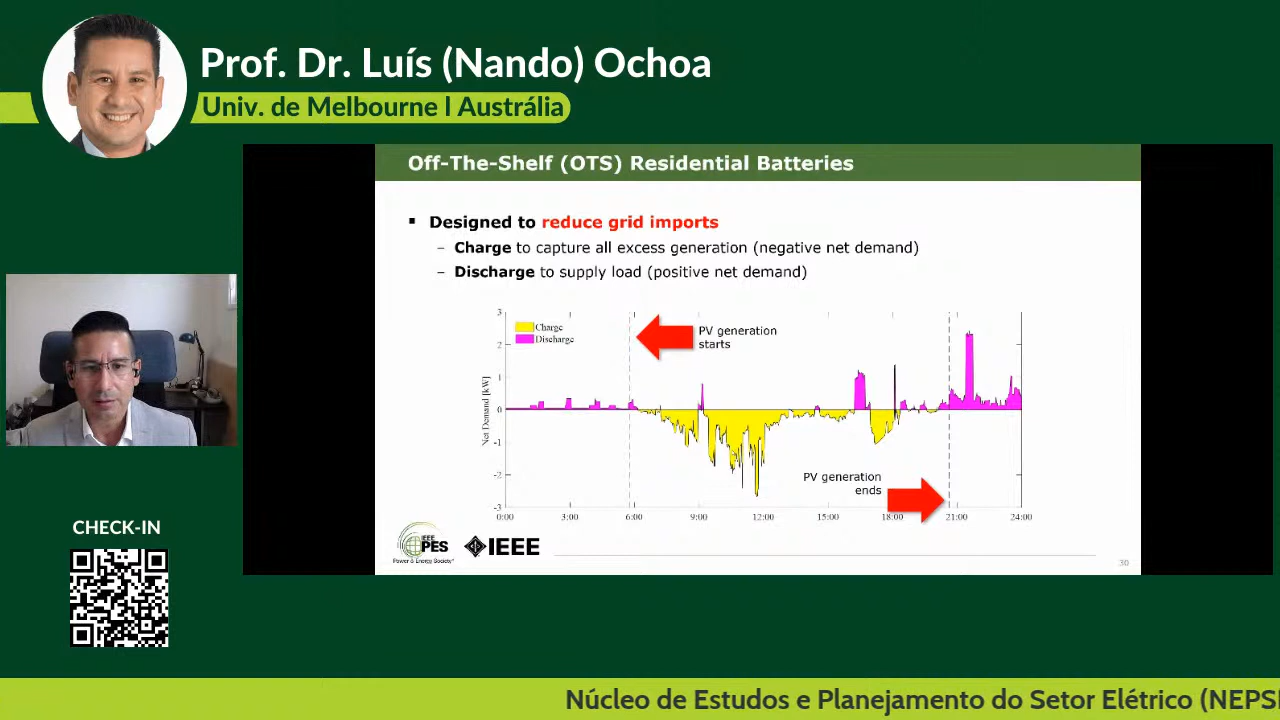 Prof. Dr. Luís (Nando) Ochoa
Univ. de Melbourne I Austrália
Off-The-Shelf (OTS) Residential Batteries
▪ Designed to reduce grid imports
– Charge to capture all excess generation (negative net demand)
– Discharge to supply load (positive net demand)
Charge
Discharge
PV generation
starts
PV generation
ends
Net Demand [kW]
3
2
1
0
-1
-2
-3
0:00 3:00 6:00 9:00 12:00 15:00 18:00 21:00 24:00
IEEE
PES
Power & Energy Society
IEEE
30
CHECK-IN
Núcleo de Estudos e Planejamento do Setor Elétrico (NEPS